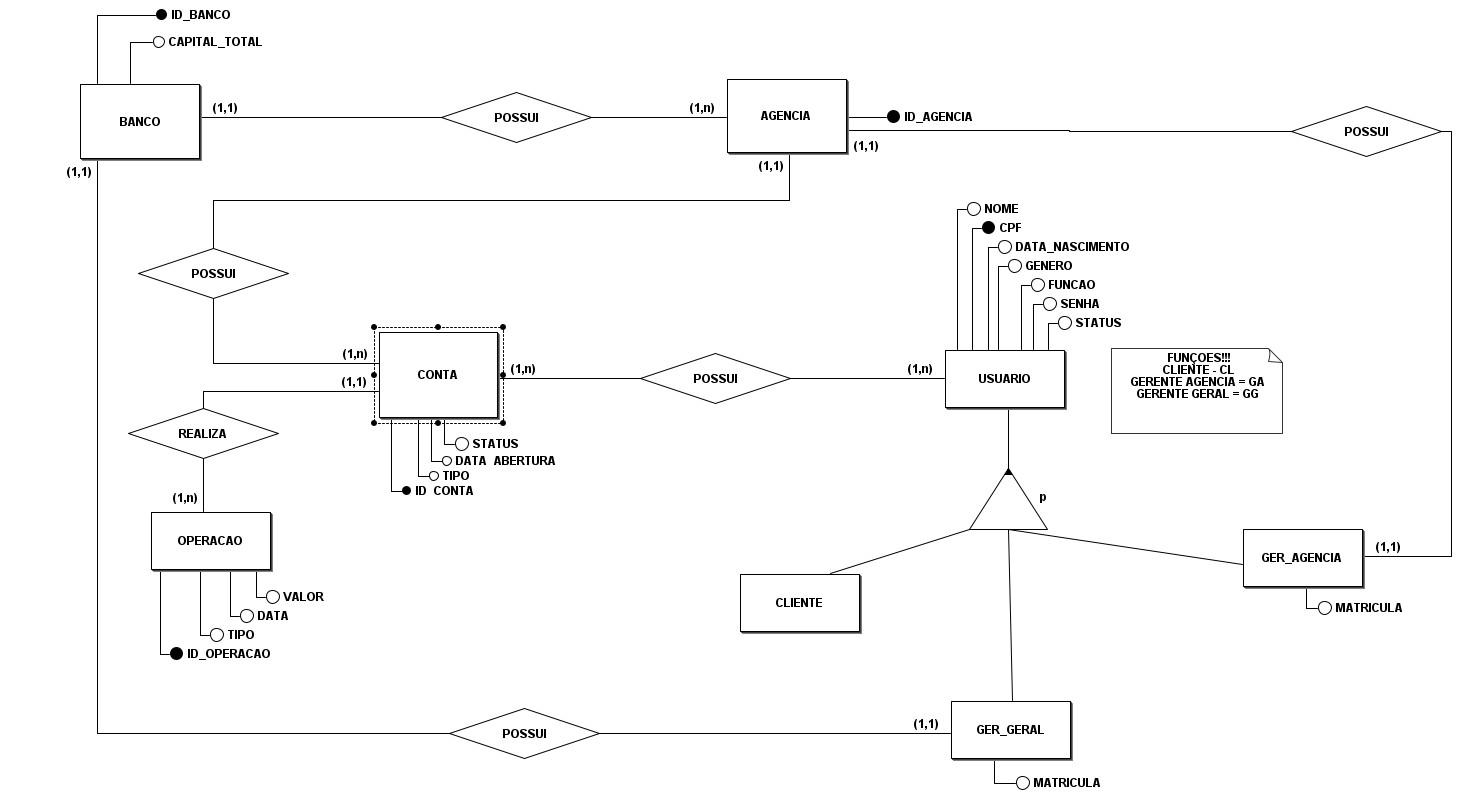 ID_BANCO
CAPITAL_TOTAL
BANCO
(1,1)
POSSUI
(1,n)
AGENCIA
ID_AGENCIA
(1,1)
POSSUI
(1,1)
(1,1)
POSSUI
NOME
CPF
DATA_NASCIMENTO
GENERO
FUNCAO
SENHA
STATUS
(1,n)
CONTA
(1,n)
POSSUI
(1,n)
USUARIO
FUNÇOES!!!
CLIENTE - CL
GERENTE AGENCIA = GA
GERENTE GERAL = GG
(1,1)
REALIZA
STATUS
DATA ABERTURA
TIPO
ID CONTA
(1,n)
OPERACAO
VALOR
DATA
TIPO
ID_OPERACAO
p
CLIENTE
GER_AGENCIA
(1,1)
MATRICULA
POSSUI
(1,1)
GER_GERAL
MATRICULA